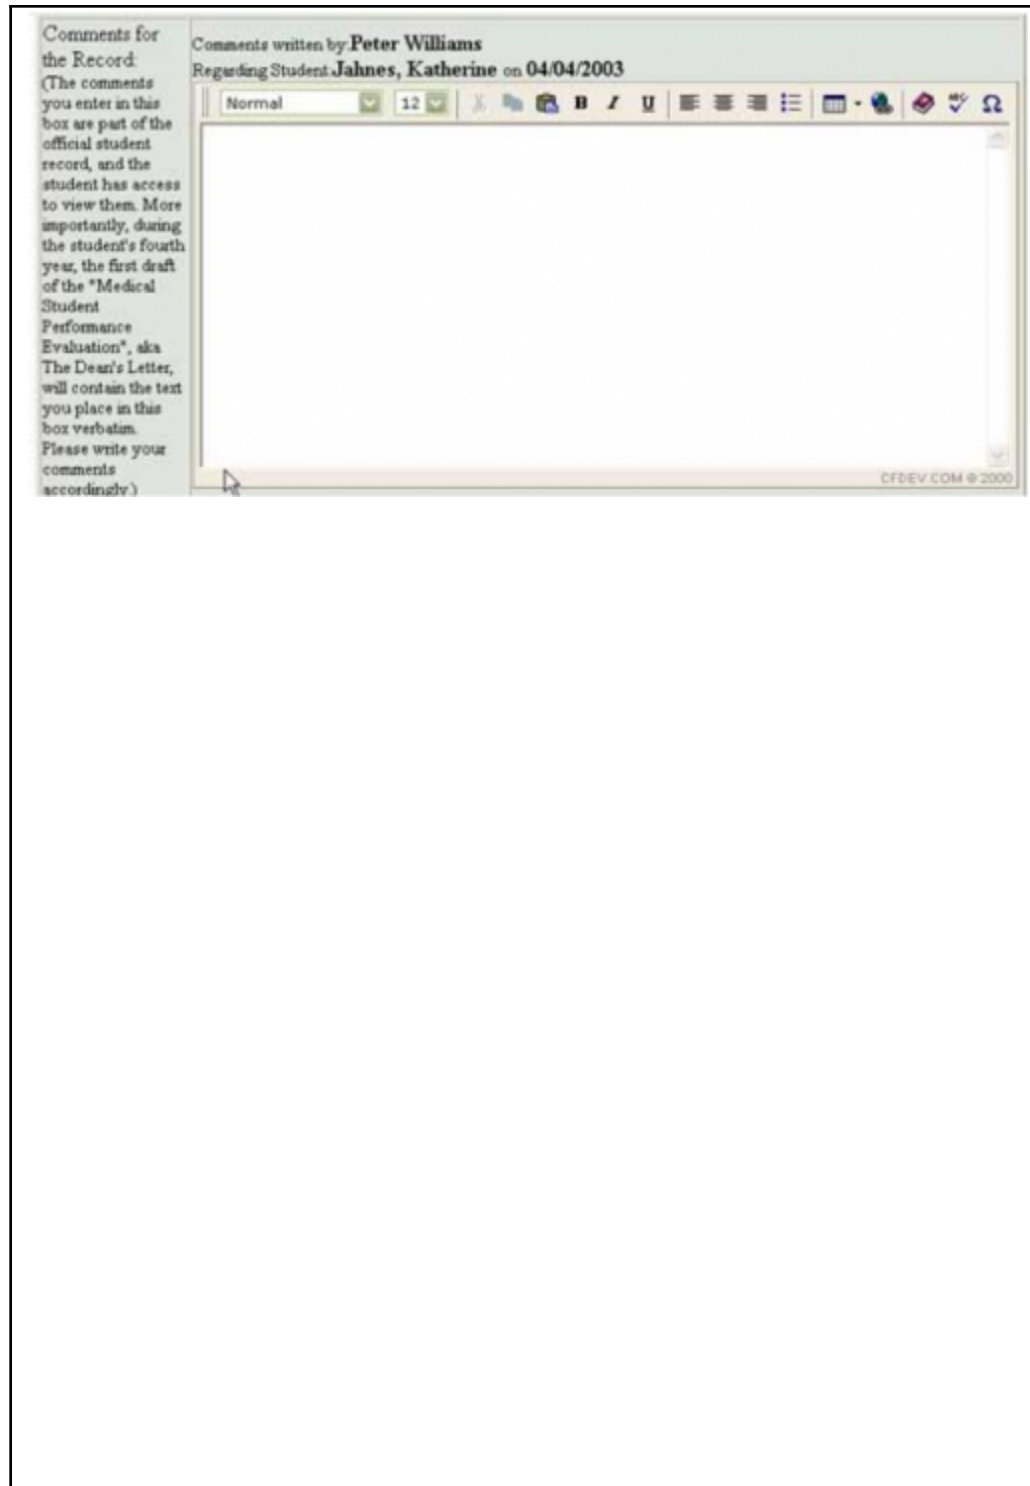 Comments for
the Record:
(The comments
you enter in this
box are part of the
official student
record, and the
student has access
to view them. More
importantly, during
the student's fourth
year, the first draft
of the "Medical
Student
Performance
Evaluation", aka
The Dean's Letter,
will contain the text
you place in this
box verbatim.
Please write your
comments
accordingly.)
Comments written by:Peter Williams
Regarding Student:Jahnes, Katherine on 04/04/2003
Normal 12 B I U abc Ω
CFDEV.COM © 2000